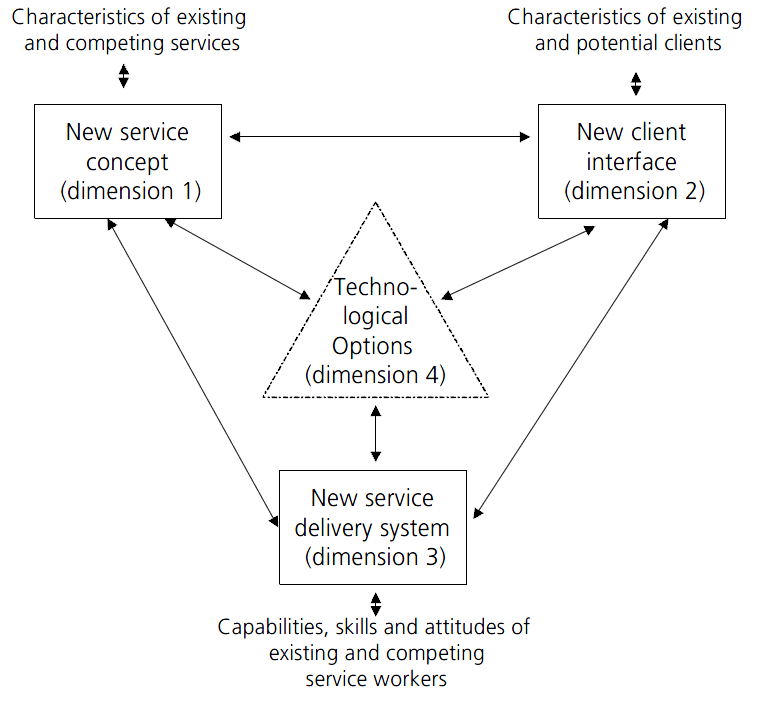 Characteristics of existing
and competing services
Characteristics of existing
and potential clients
New service
concept
(dimension 1)
New client
interface
(dimension 2)
Techno-
logical
Options
(dimension 4)
New service
delivery system
(dimension 3)
Capabilities, skills and attitudes of
existing and competing
service workers